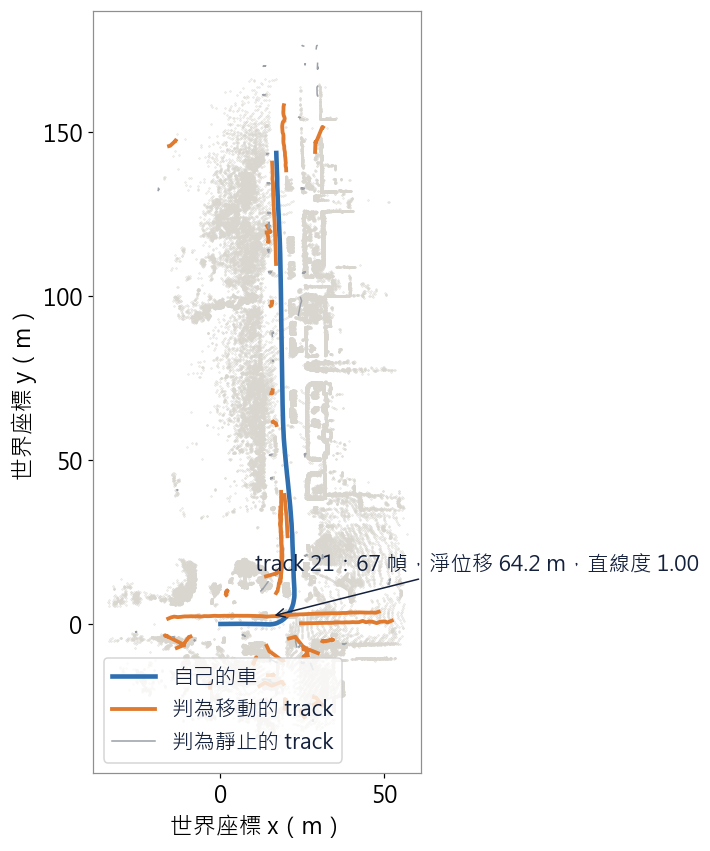 150
100
50
0
世界座標 y（m）
track 21：67 幀，淨位移 64.2 m，直線度 1.00
自己的車
判為移動的 track
判為靜止的 track
0
50
世界座標 x（m）